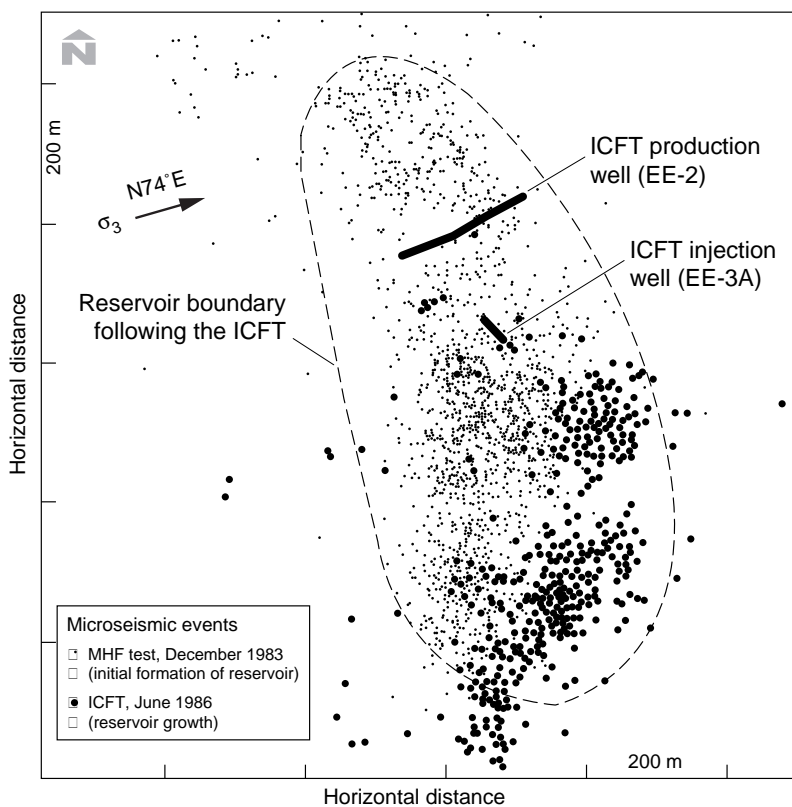 N
200 m
ICFT production
well (EE-2)
N74°E
σ3
ICFT injection
well (EE-3A)
Reservoir boundary
following the ICFT
Horizontal distance
Microseismic events
MHF test, December 1983
(initial formation of reservoir)
ICFT, June 1986
(reservoir growth)
200 m
Horizontal distance